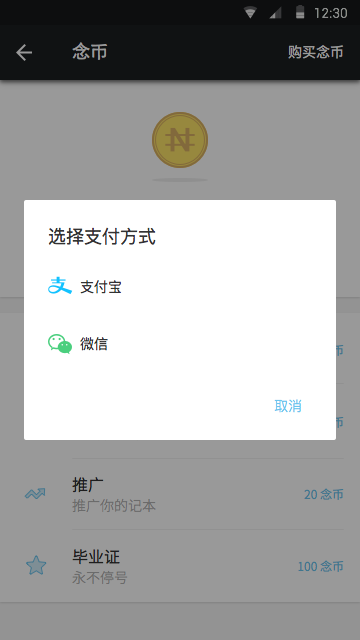 12:30
念币
购买念币
选择支付方式
支付宝
微信
币
取消
币
推广
20 念币
推广你的记本
毕业证
100 念币
永不停号